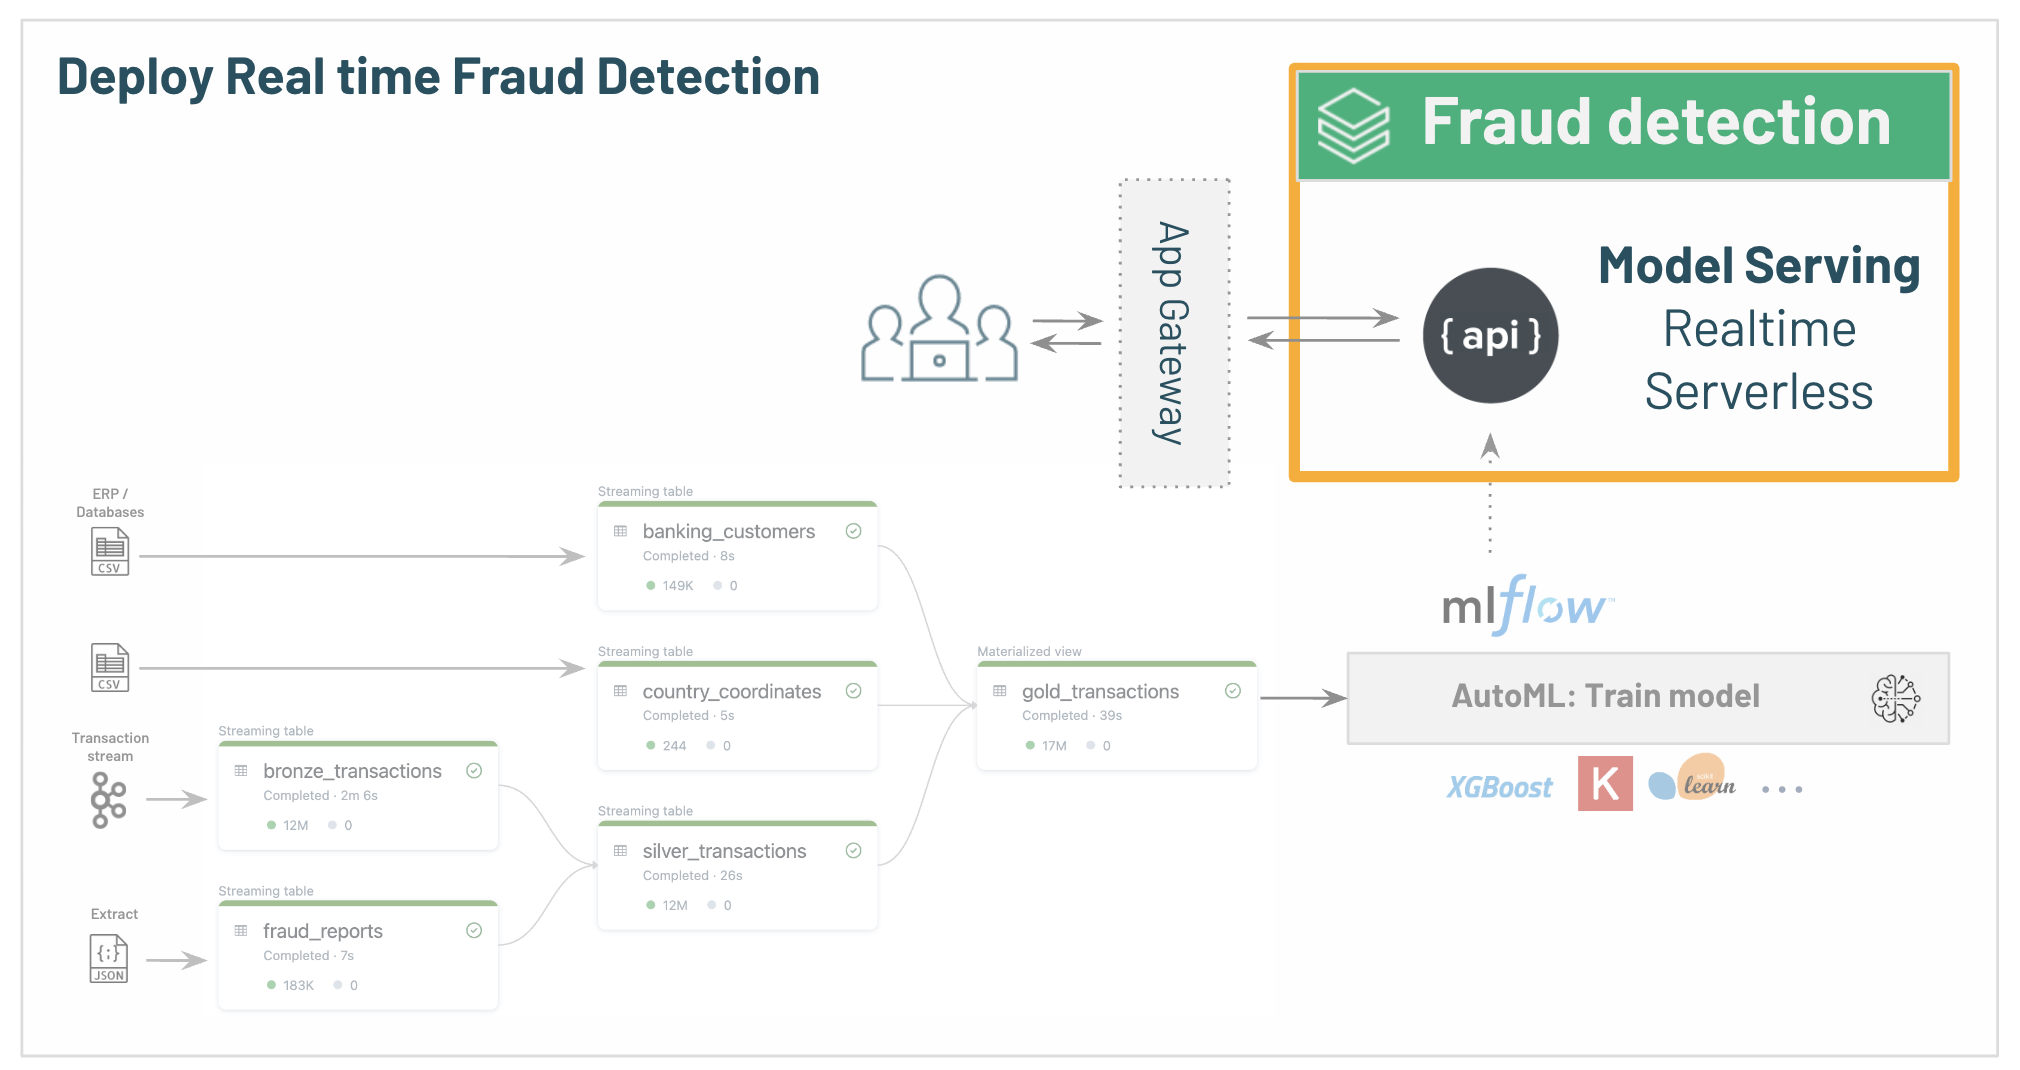 Deploy Real time Fraud Detection
Fraud detection
App Gateway
{ api }
Model Serving
Realtime
Serverless
ERP /
Databases
CSV
Streaming table
banking_customers
Completed · 8s
149K 0
CSV
Streaming table
country_coordinates
Completed · 5s
244 0
Materialized view
gold_transactions
Completed · 39s
17M 0
mlflow™
AutoML: Train model
XGBoost
K
scikit
learn
...
Transaction
stream
Streaming table
bronze_transactions
Completed · 2m 6s
12M 0
Streaming table
silver_transactions
Completed · 26s
12M 0
Extract
{;}
JSON
Streaming table
fraud_reports
Completed · 7s
183K 0